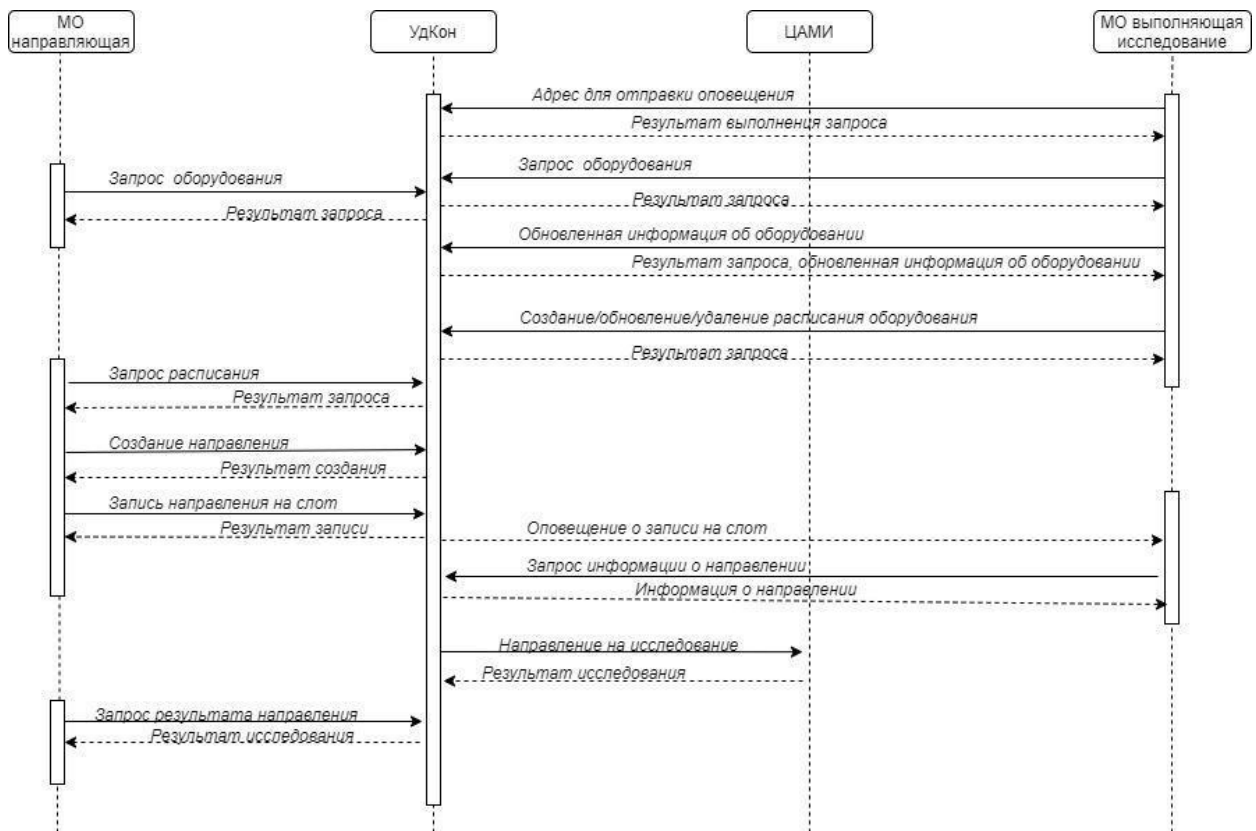 МО
направляющая
УдКон
ЦАМИ
МО выполняющая
исследование
Адрес для отправки оповещения
Результат выполнения запроса
Запрос оборудования
Запрос оборудования
Результат запроса
Результат запроса
Обновленная информация об оборудовании
Результат запроса, обновленная информация об оборудовании
Создание/обновление/удаление расписания оборудования
Результат запроса
Запрос расписания
Результат запроса
Создание направления
Результат создания
Запись направления на слот
Результат записи
Оповещение о записи на слот
Запрос информации о направлении
Информация о направлении
Направление на исследование
Результат исследования
Запрос результата направления
Результат исследования